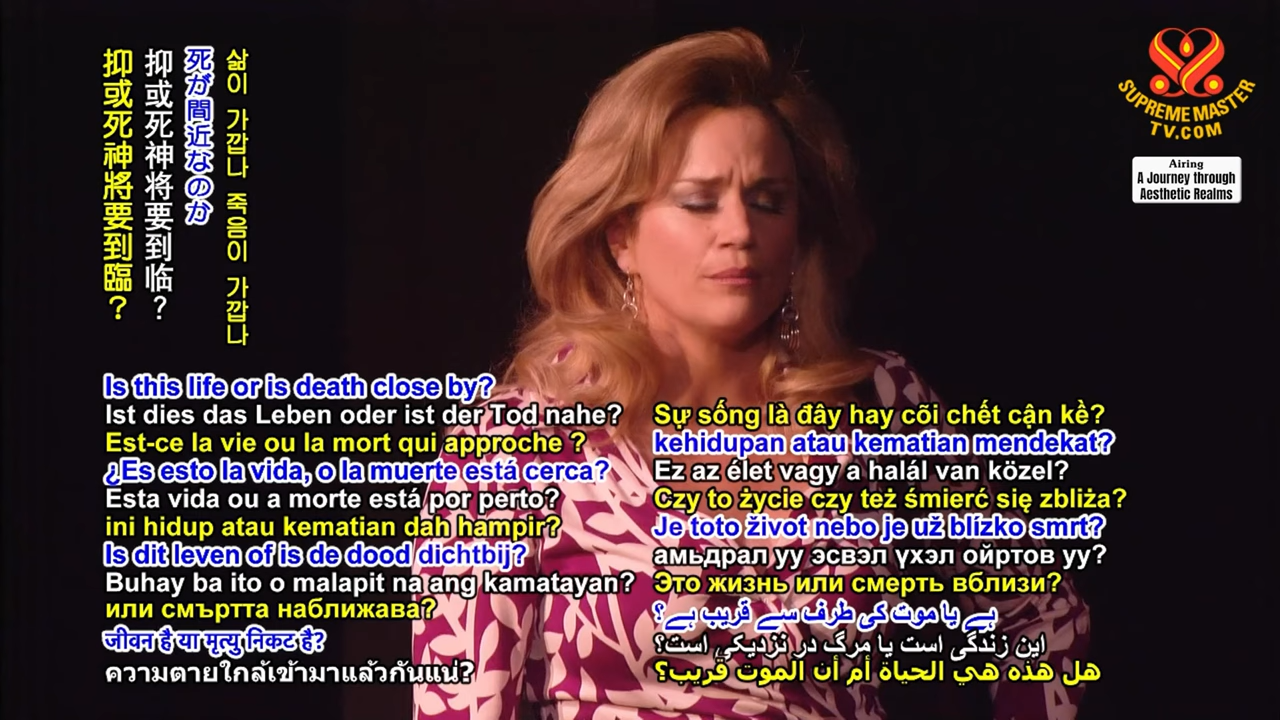 삶이 가깝나 죽음이 가깝나
死が間近なのか
抑或死神将要到临？
抑或死神將要到臨？
SUPREME MASTER
TV.COM
Airing
A Journey through
Aesthetic Realms
Is this life or is death close by?
Ist dies das Leben oder ist der Tod nahe?
Est-ce la vie ou la mort qui approche ?
¿Es esto la vida, o la muerte está cerca?
Esta vida ou a morte está por perto?
ini hidup atau kematian dah hampir?
Is dit leven of is de dood dichtbij?
Buhay ba ito o malapit na ang kamatayan?
или смъртта наближава?
जीवन है या मृत्यु निकट है?
ความตายใกล้เข้ามาแล้วกันแน่?
Sự sống là đây hay cõi chết cận kề?
kehidupan atau kematian mendekat?
Ez az élet vagy a halál van közel?
Czy to życie czy też śmierć się zbliża?
Je toto život nebo je už blízko smrt?
амьдрал уу эсвэл үхэл ойртов уу?
Это жизнь или смерть вблизи?
ہے یا موت کی طرف سے قریب ہے؟
این زندگی است یا مرگ در نزدیکی است؟
هل هذه هي الحياة أم أن الموت قريب؟